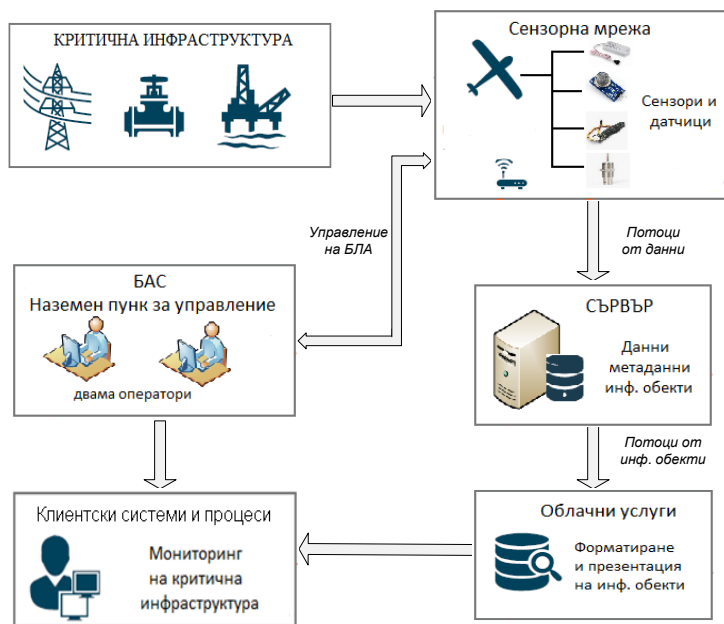 КРИТИЧНА ИНФРАСТРУКТУРА
Сензорна мрежа
Сензори и
датчици
Управление
на БЛА
Потоци
от данни
БАС
Наземен пунк за управление
двама оператори
СЪРВЪР
Данни
метаданни
инф. обекти
Потоци от
инф. обекти
Клиентски системи и процеси
Мониторинг
на критична
инфраструктура
Облачни услуги
Форматиране
и презентация
на инф. обекти